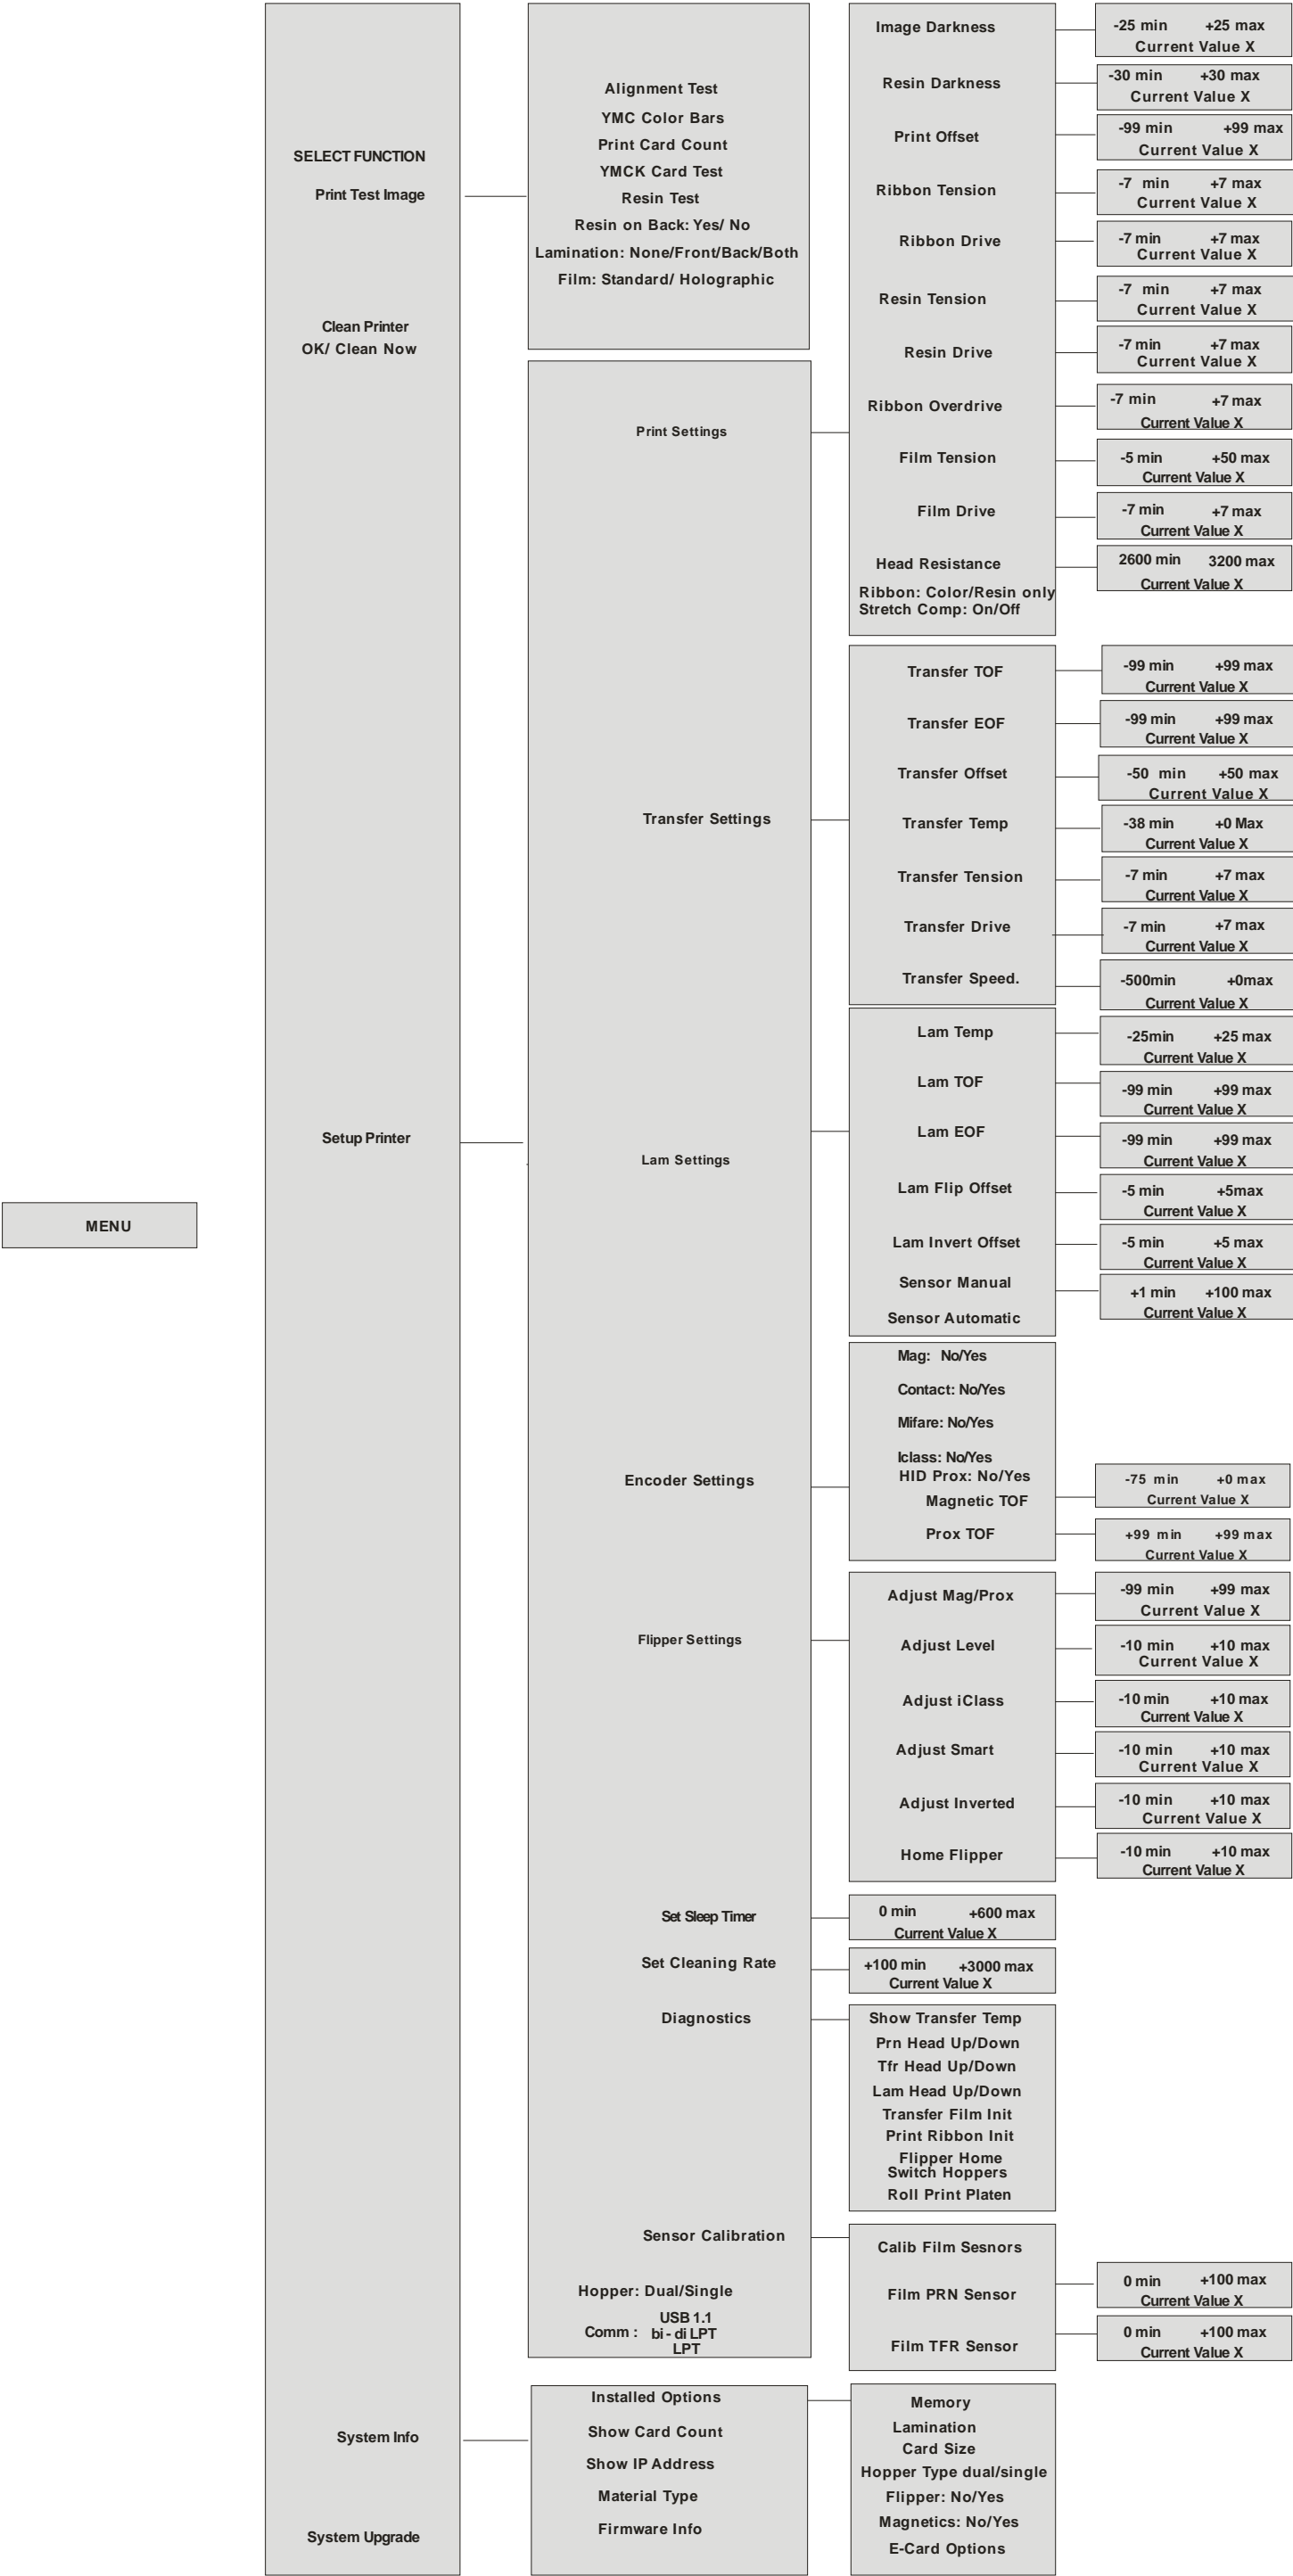 MENU
SELECT FUNCTION
Print Test Image
Clean Printer
OK/ Clean Now
Setup Printer
System Info
System Upgrade
Alignment Test
YMC Color Bars
Print Card Count
YMCK Card Test
Resin Test
Resin on Back: Yes/ No
Lamination: None/Front/Back/Both
Film: Standard/ Holographic
Print Settings
Transfer Settings
Lam Settings
Encoder Settings
Flipper Settings
Set Sleep Timer
Set Cleaning Rate
Diagnostics
Sensor Calibration
Hopper: Dual/Single
USB 1.1
Comm : bi - di LPT
LPT
Installed Options
Show Card Count
Show IP Address
Material Type
Firmware Info
Image Darkness
-25 min +25 max
Current Value X
Resin Darkness
-30 min +30 max
Current Value X
Print Offset
-99 min +99 max
Current Value X
Ribbon Tension
-7 min +7 max
Current Value X
Ribbon Drive
-7 min +7 max
Current Value X
Resin Tension
-7 min +7 max
Current Value X
Resin Drive
-7 min +7 max
Current Value X
Ribbon Overdrive
-7 min +7 max
Current Value X
Film Tension
-5 min +50 max
Current Value X
Film Drive
-7 min +7 max
Current Value X
Head Resistance
2600 min 3200 max
Current Value X
Ribbon: Color/Resin only
Stretch Comp: On/Off
Transfer TOF
-99 min +99 max
Current Value X
Transfer EOF
-99 min +99 max
Current Value X
Transfer Offset
-50 min +50 max
Current Value X
Transfer Temp
-38 min +0 Max
Current Value X
Transfer Tension
-7 min +7 max
Current Value X
Transfer Drive
-7 min +7 max
Current Value X
Transfer Speed.
-500min +0max
Current Value X
Lam Temp
-25min +25 max
Current Value X
Lam TOF
-99 min +99 max
Current Value X
Lam EOF
-99 min +99 max
Current Value X
Lam Flip Offset
-5 min +5max
Current Value X
Lam Invert Offset
-5 min +5 max
Current Value X
Sensor Manual
+1 min +100 max
Current Value X
Sensor Automatic
Mag: No/Yes
Contact: No/Yes
Mifare: No/Yes
Iclass: No/Yes
HID Prox: No/Yes
Magnetic TOF
-75 min +0 max
Current Value X
Prox TOF
+99 min +99 max
Current Value X
Adjust Mag/Prox
-99 min +99 max
Current Value X
Adjust Level
-10 min +10 max
Current Value X
Adjust iClass
-10 min +10 max
Current Value X
Adjust Smart
-10 min +10 max
Current Value X
Adjust Inverted
-10 min +10 max
Current Value X
Home Flipper
-10 min +10 max
Current Value X
0 min +600 max
Current Value X
+100 min +3000 max
Current Value X
Show Transfer Temp
Prn Head Up/Down
Tfr Head Up/Down
Lam Head Up/Down
Transfer Film Init
Print Ribbon Init
Flipper Home
Switch Hoppers
Roll Print Platen
Calib Film Sesnors
Film PRN Sensor
0 min +100 max
Current Value X
Film TFR Sensor
0 min +100 max
Current Value X
Memory
Lamination
Card Size
Hopper Type dual/single
Flipper: No/Yes
Magnetics: No/Yes
E-Card Options